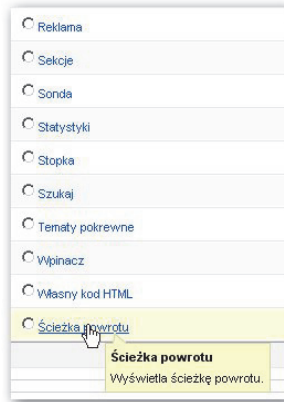 Reklama
Sekcje
Sonda
Statystyki
Stopka
Szukaj
Tematy pokrewne
Wpinacz
Własny kod HTML
Ścieżka powrotu
Ścieżka powrotu
Wyświetla ścieżkę powrotu.